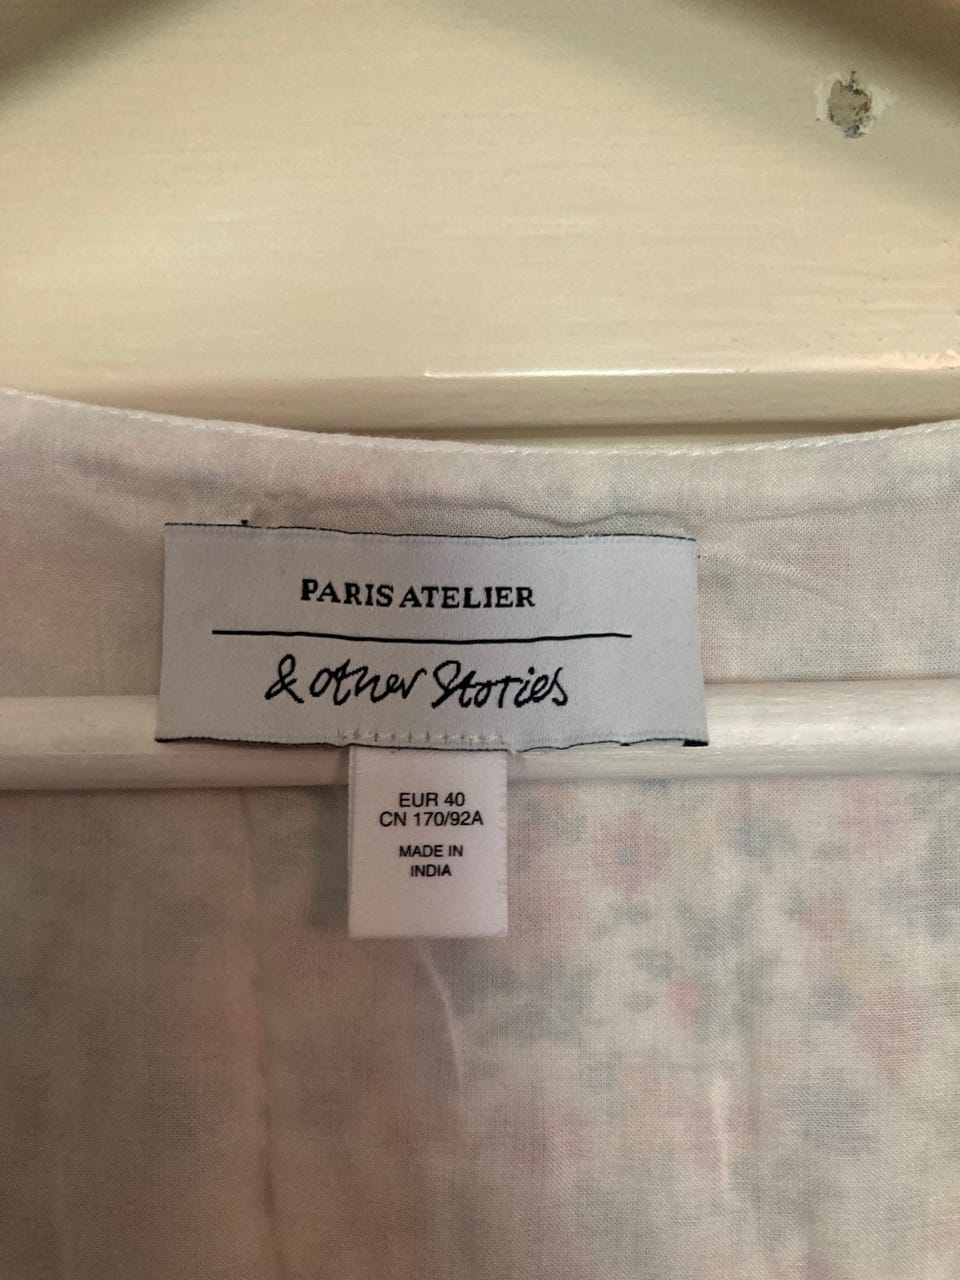 PARIS ATELIER
& other Stories
EUR 40
CN 170/92A
MADE IN
INDIA